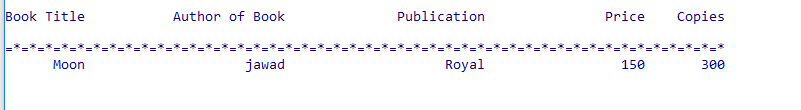 Book Title           Author of Book              Publication               Price    Copies
=*=*=*=*=*=*=*=*=*=*=*=*=*=*=*=*=*=*=*=*=*=*=*=*=*=*=*=*=*=*=*=*=*=*=*=*=*=*=*=*=*=*=*=*=*
      Moon                    jawad                    Royal                 150       300